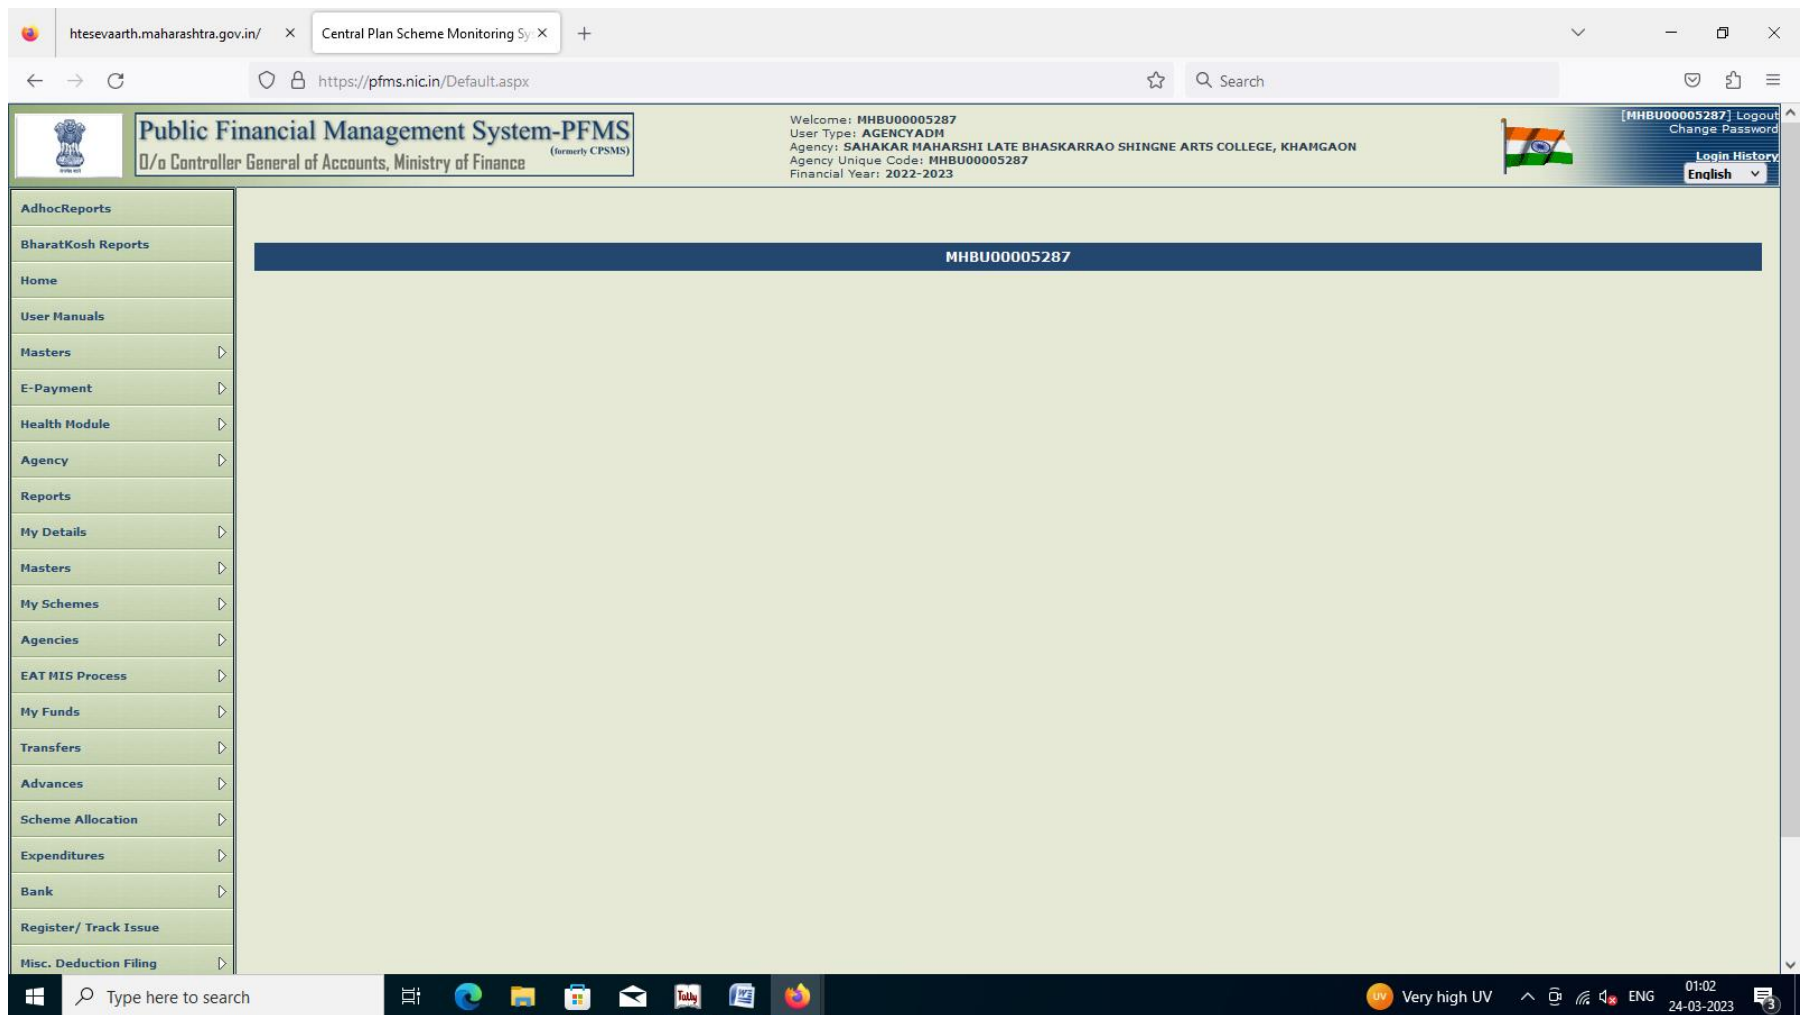 htesevaarth.maharashtra.gov.in/
Central Plan Scheme Monitoring Sy
https://pfms.nic.in/Default.aspx
Search
Public Financial Management System-PFMS
(formerly CPSMS)
O/o Controller General of Accounts, Ministry of Finance
Welcome: MHBU00005287
User Type: AGENCYADM
Agency: SAHAKAR MAHARSHI LATE BHASKARRAO SHINGNE ARTS COLLEGE, KHAMGAON
Agency Unique Code: MHBU00005287
Financial Year: 2022-2023
[MHBU00005287] Logout
Change Password
Login History
English
AdhocReports
BharatKosh Reports
Home
User Manuals
Masters
E-Payment
Health Module
Agency
Reports
My Details
Masters
My Schemes
Agencies
EAT MIS Process
My Funds
Transfers
Advances
Scheme Allocation
Expenditures
Bank
Register/ Track Issue
Misc. Deduction Filing
MHBU00005287
Type here to search
Tally
UV
Very high UV
ENG
01:02
24-03-2023
3